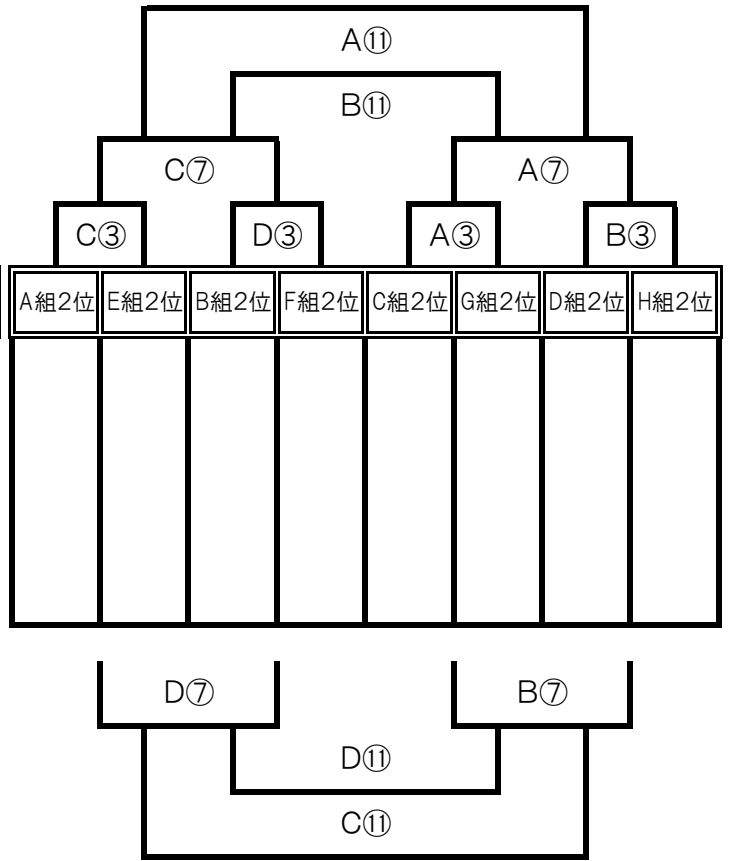 A⑪
B⑪
C⑦ A⑦
C③ D③ A③ B③
A組2位 E組2位 B組2位 F組2位 C組2位 G組2位 D組2位 H組2位
D⑦ B⑦
D⑪
C⑪